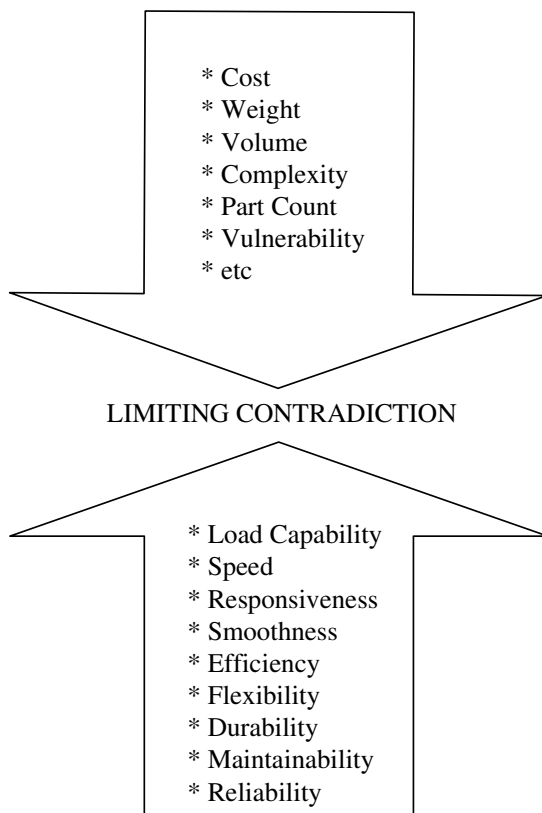 * Cost
* Weight
* Volume
* Complexity
* Part Count
* Vulnerability
* etc
LIMITING CONTRADICTION
* Load Capability
* Speed
* Responsiveness
* Smoothness
* Efficiency
* Flexibility
* Durability
* Maintainability
* Reliability